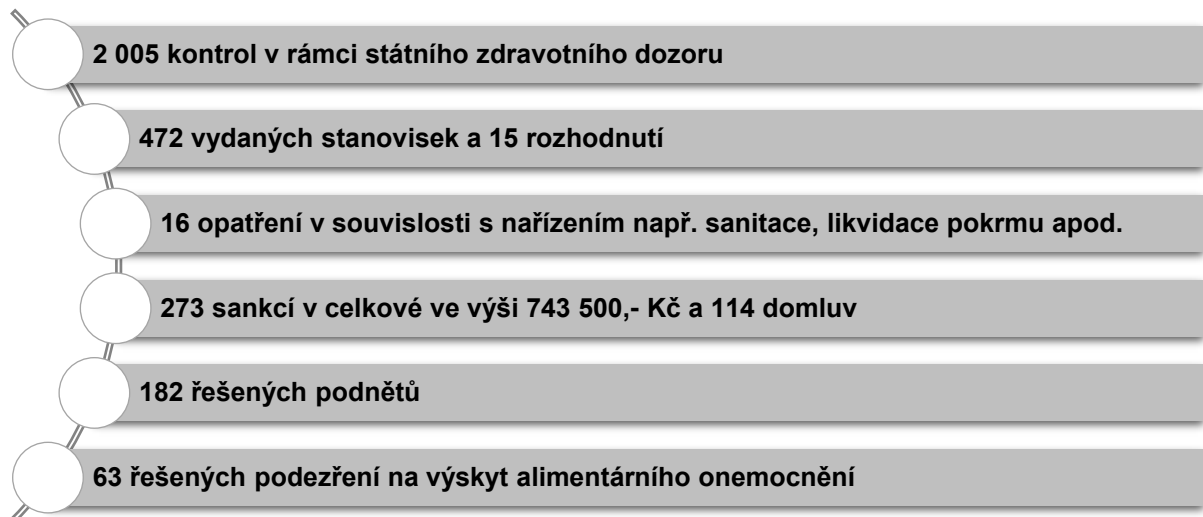 2 005 kontrol v rámci státního zdravotního dozoru
472 vydaných stanovisek a 15 rozhodnutí
16 opatření v souvislosti s nařízením např. sanitace, likvidace pokrmu apod.
273 sankcí v celkové ve výši 743 500,- Kč a 114 domluv
182 řešených podnětů
63 řešených podezření na výskyt alimentárního onemocnění